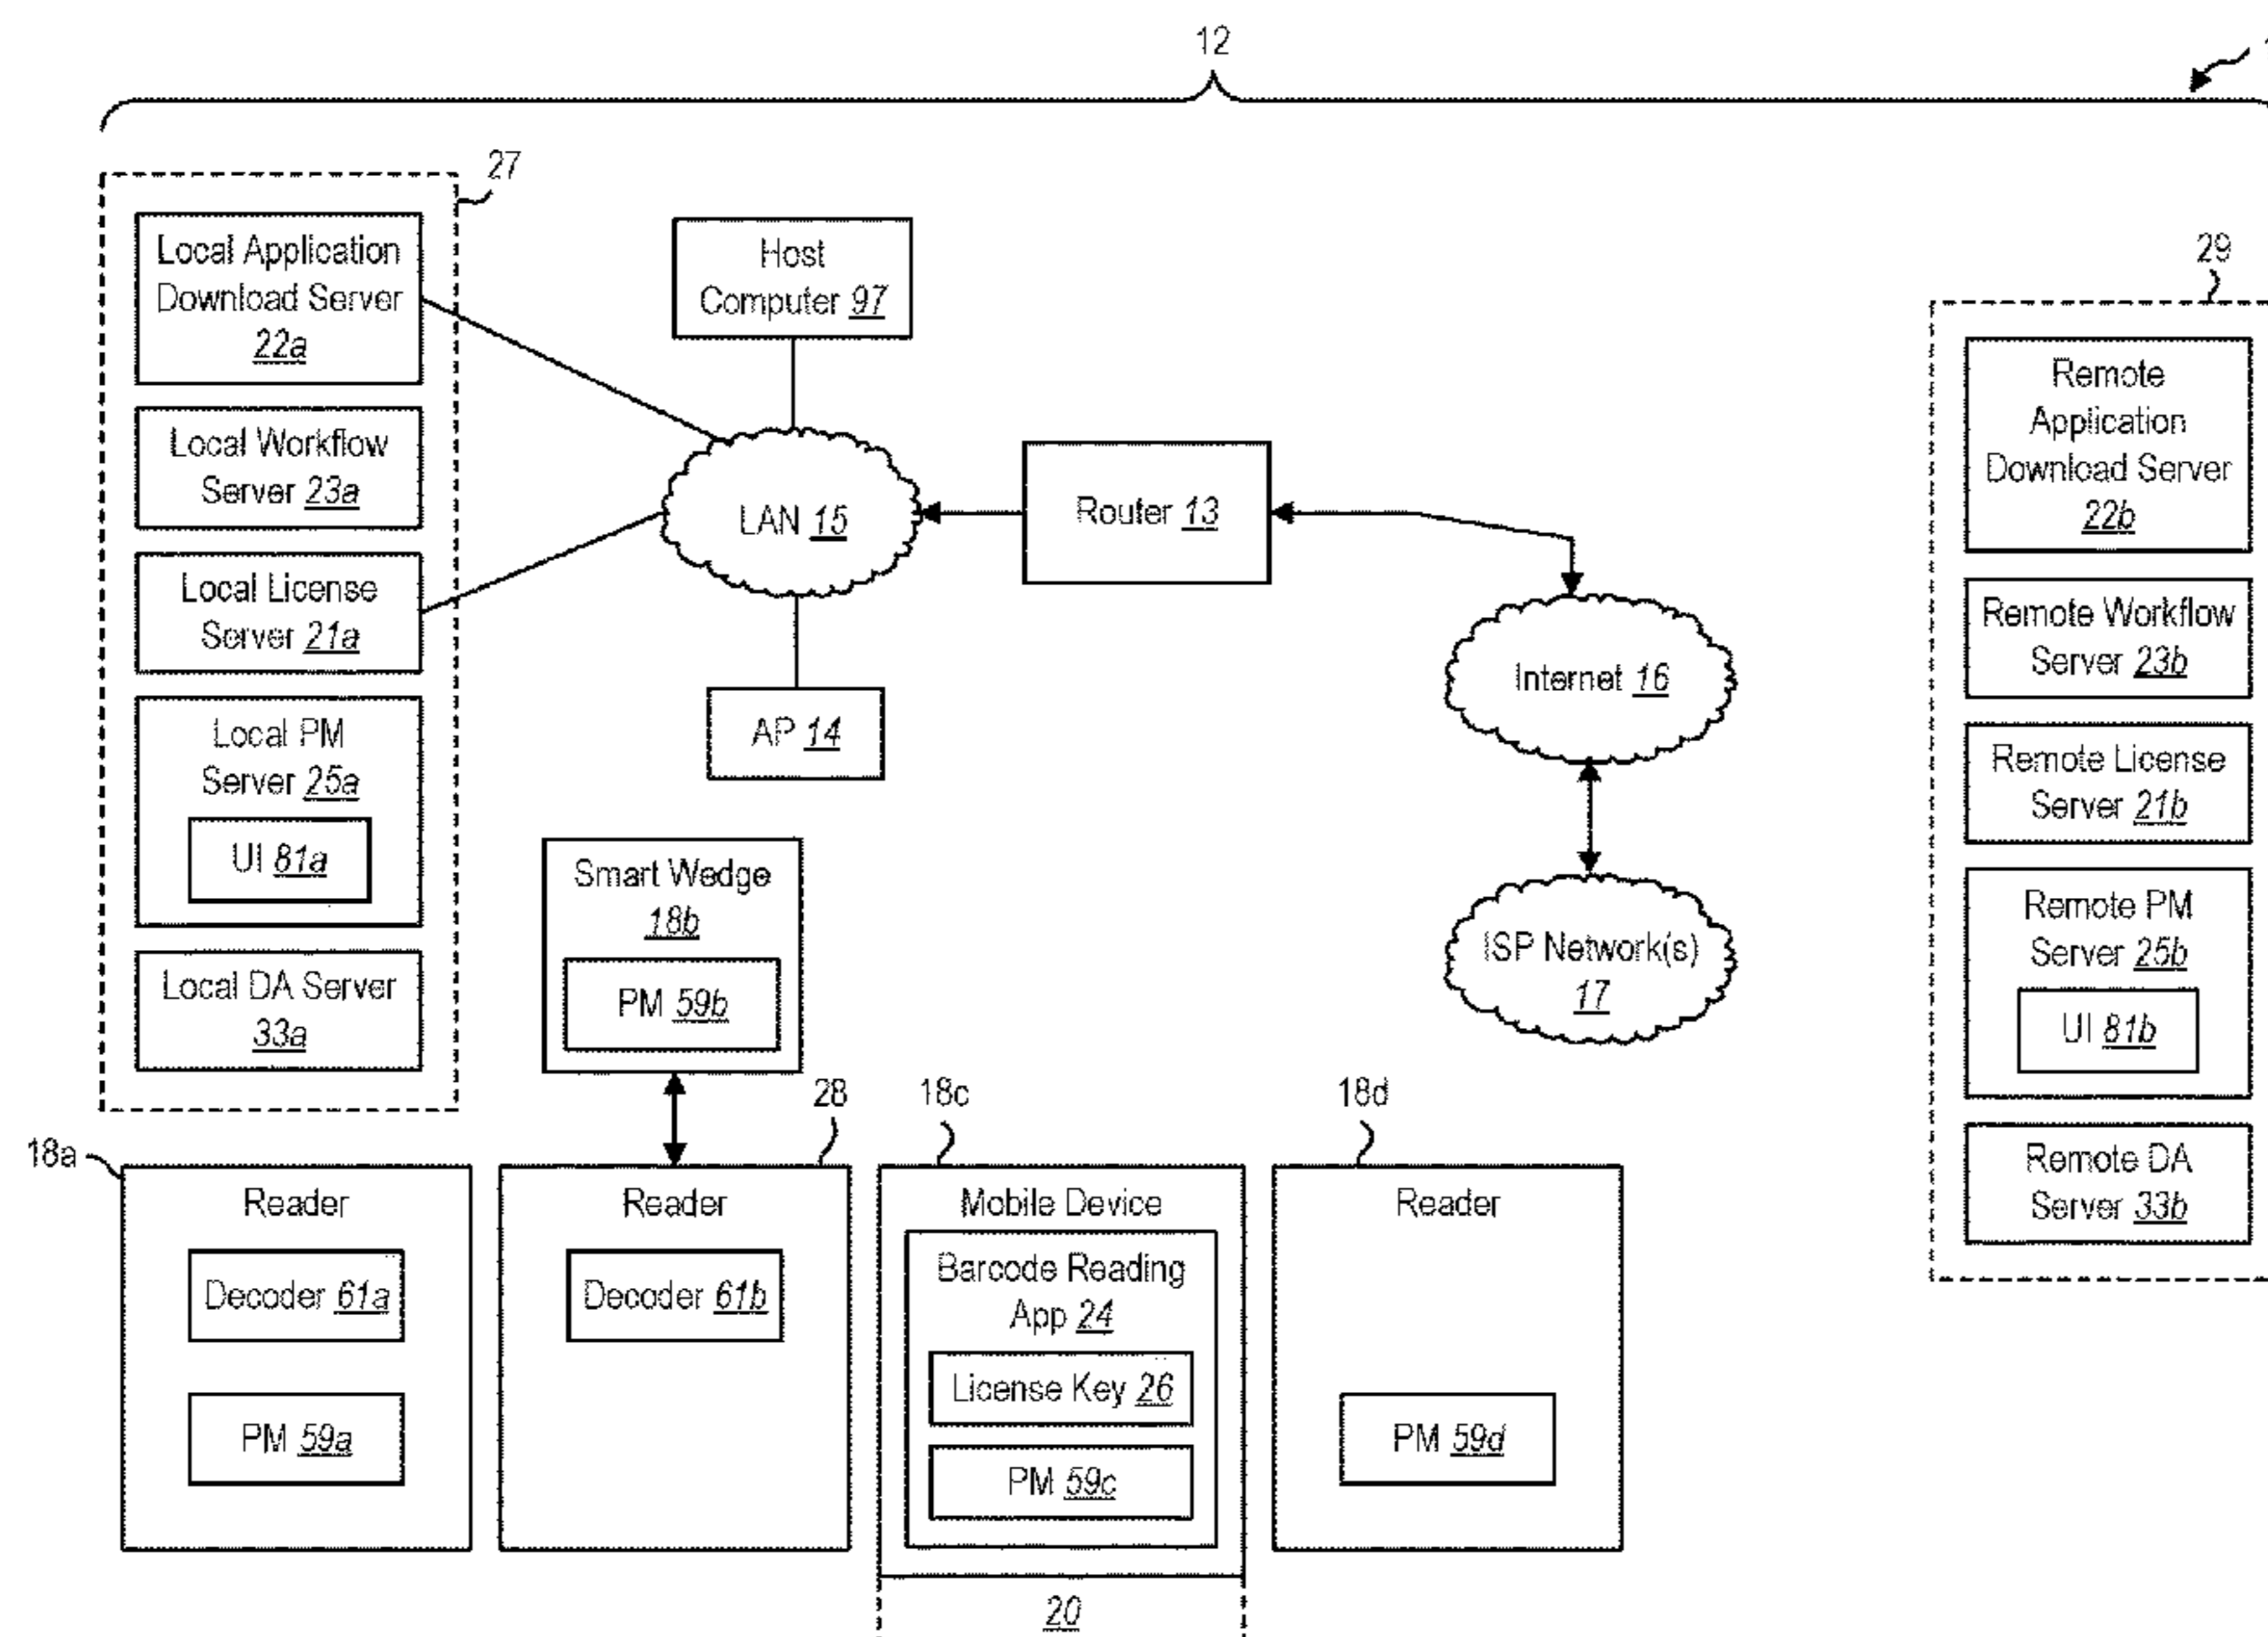 12
27
Local Application
Download Server
22a
Local Workflow
Server 23a
Local License
Server 21a
Local PM
Server 25a
UI 81a
Local DA Server
33a
Host
Computer 97
LAN 15
Router 13
AP 14
Internet 16
ISP Network(s)
17
29
Remote
Application
Download Server
22b
Remote Workflow
Server 23b
Remote License
Server 21b
Remote PM
Server 25b
UI 81b
Remote DA
Server 33b
Smart Wedge
18b
PM 59b
18a
Reader
Decoder 61a
PM 59a
28
Reader
Decoder 61b
18c
Mobile Device
Barcode Reading
App 24
License Key 26
PM 59c
20
18d
Reader
PM 59d